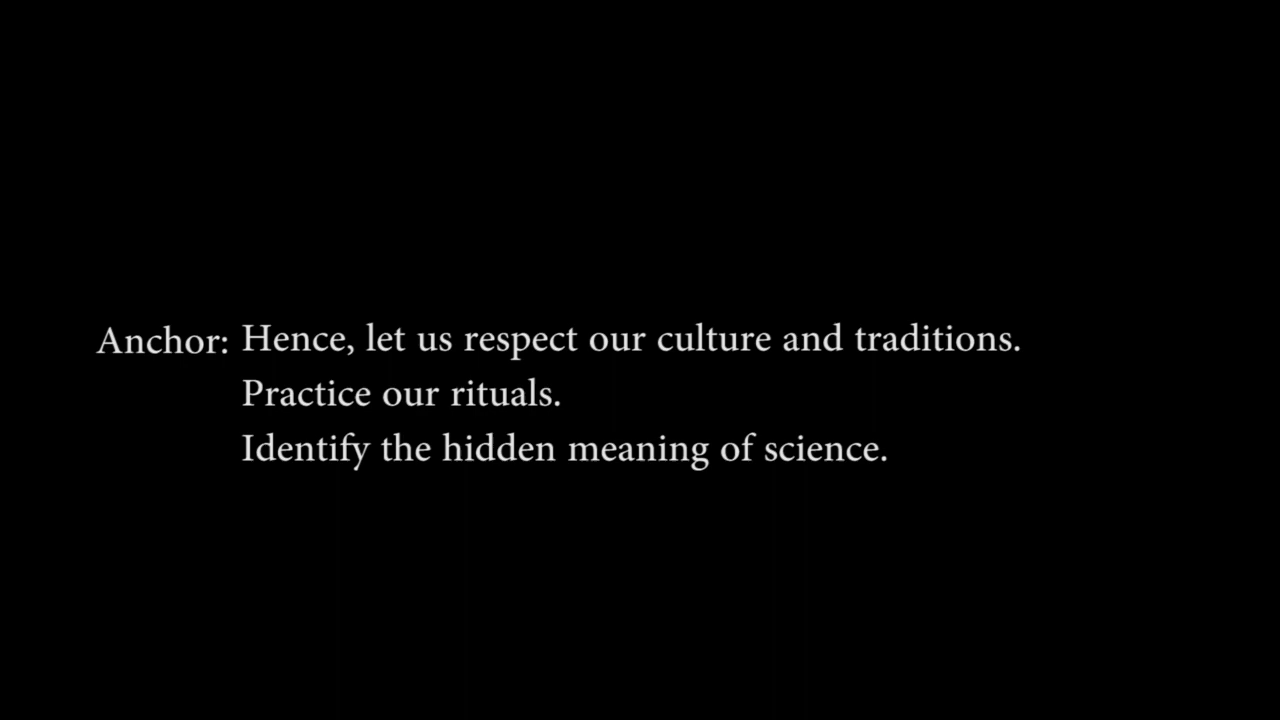 Anchor: Hence, let us respect our culture and traditions.
Practice our rituals.
Identify the hidden meaning of science.